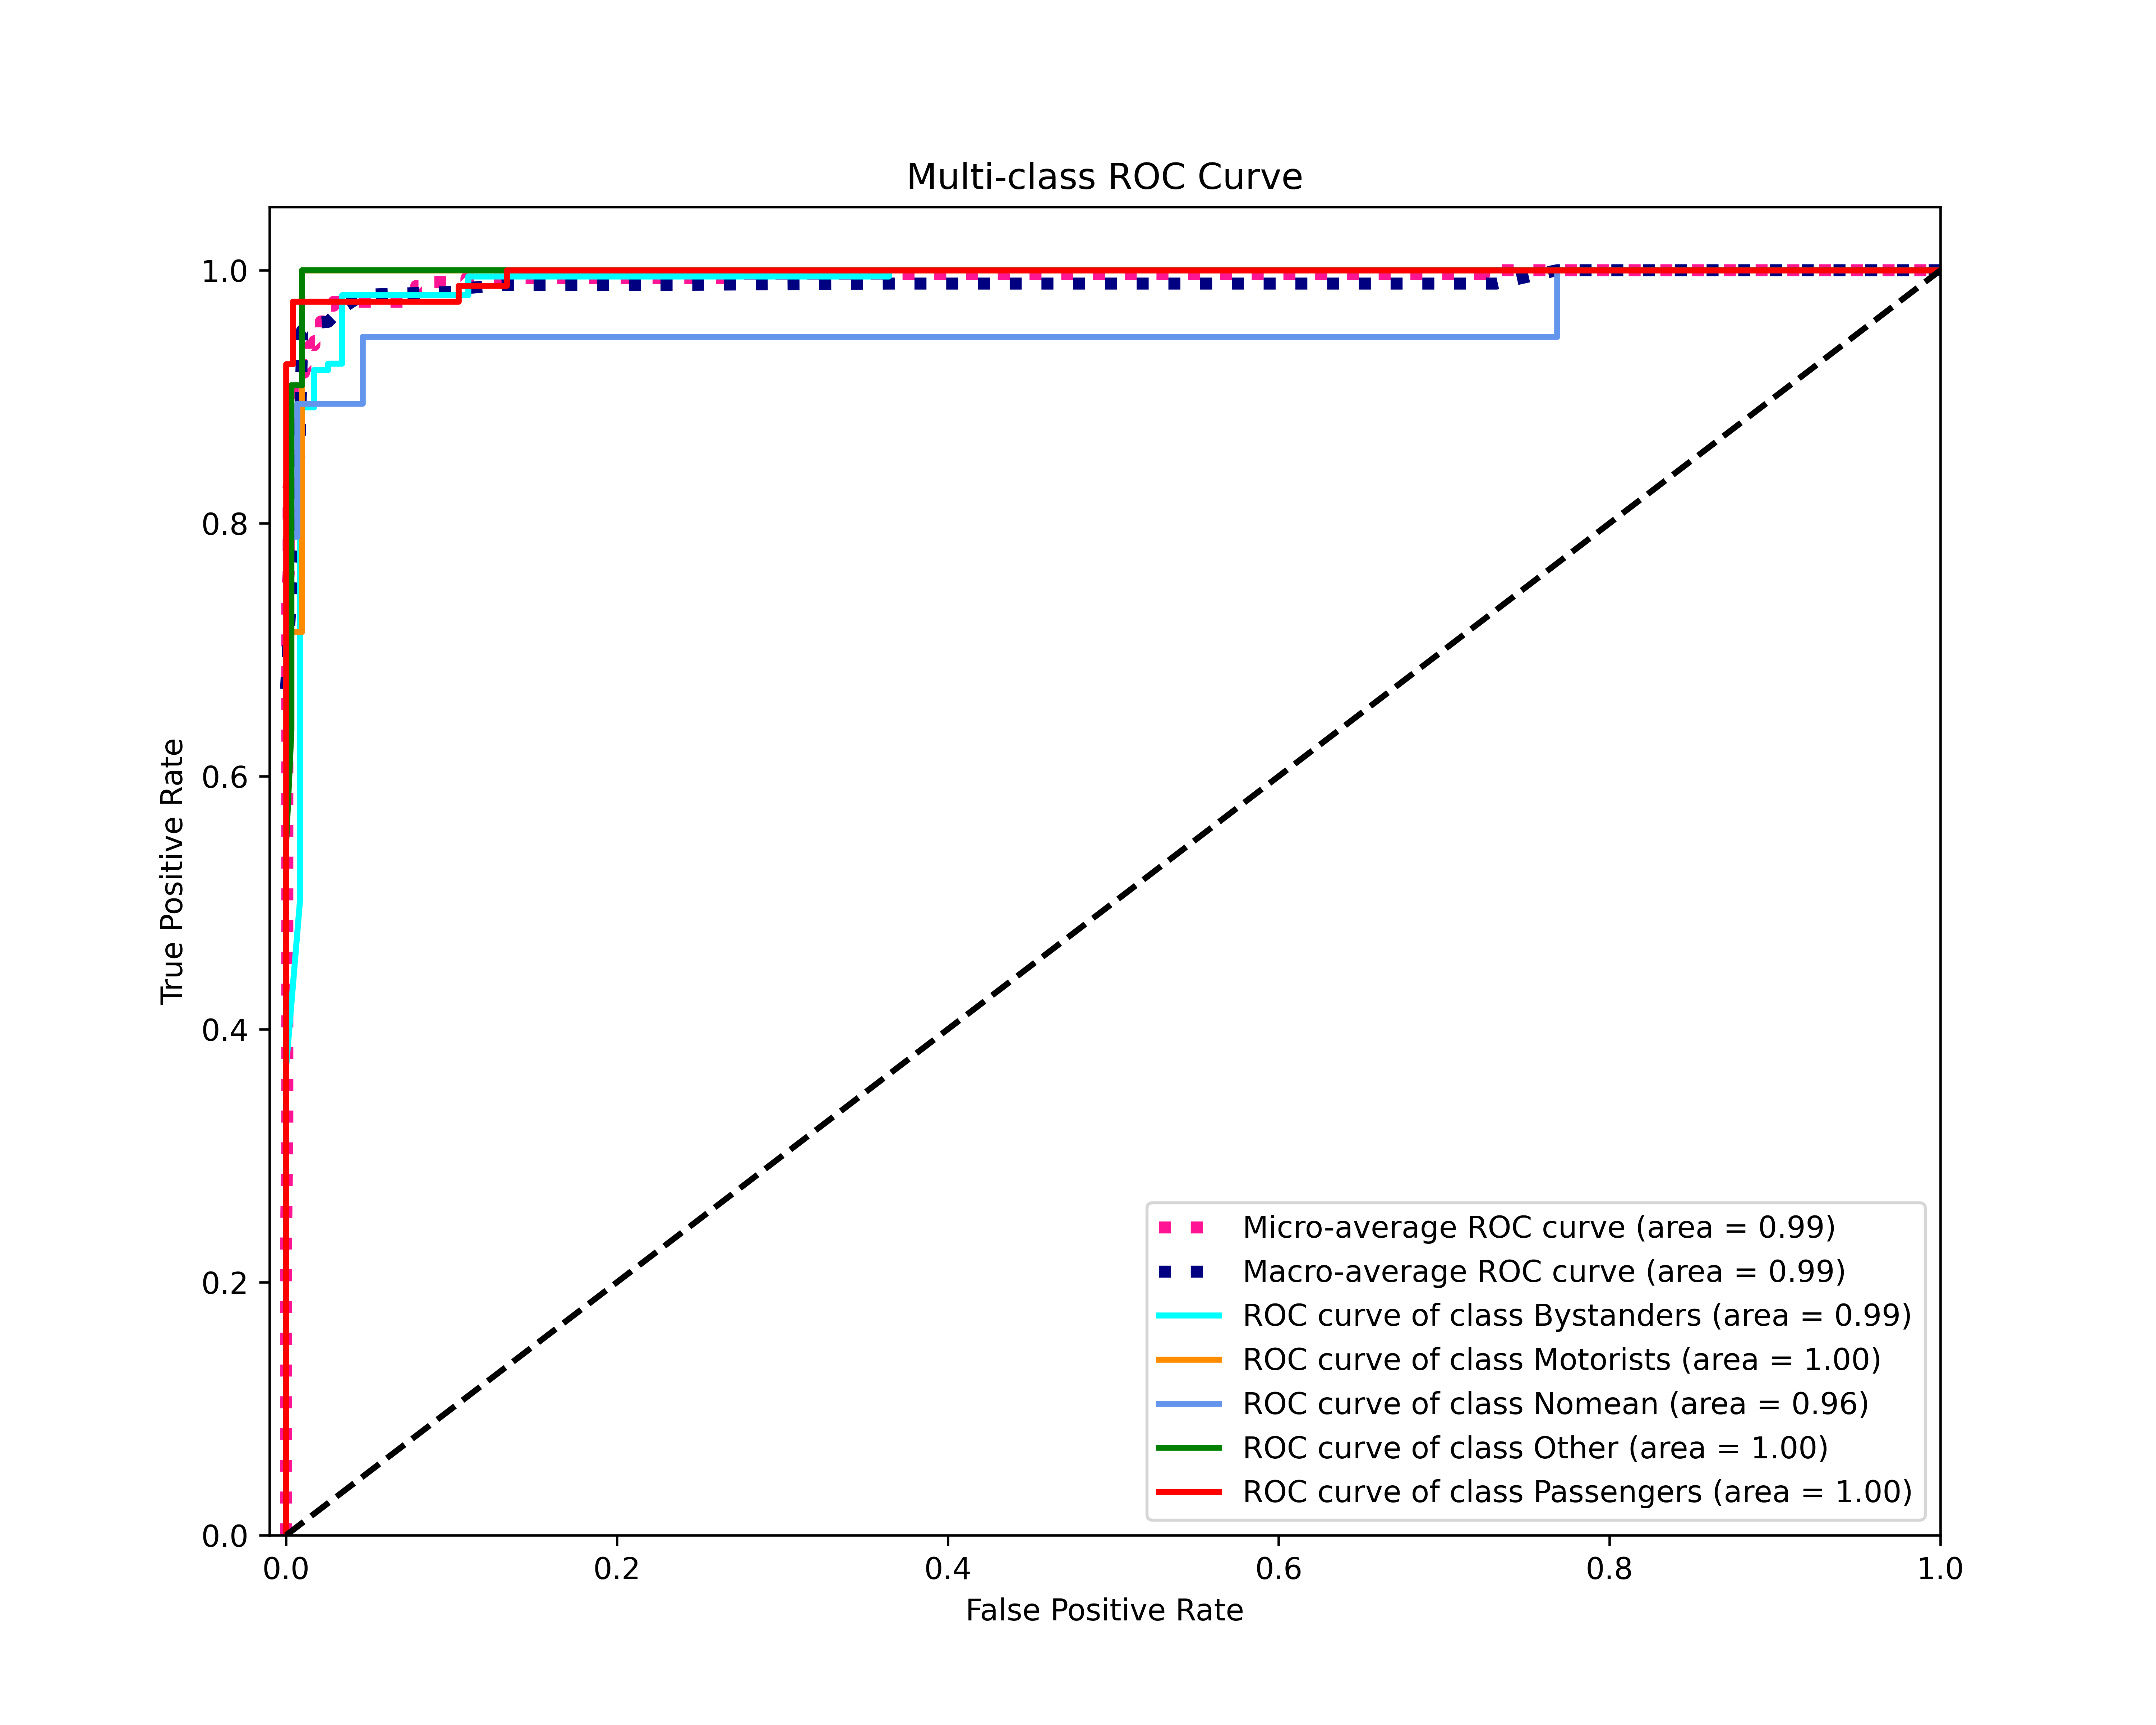 Multi-class ROC Curve
1.0
0.8
0.6
0.4
0.2
0.0
True Positive Rate
0.0 0.2 0.4 0.6 0.8 1.0
False Positive Rate
Micro-average ROC curve (area = 0.99)
Macro-average ROC curve (area = 0.99)
ROC curve of class Bystanders (area = 0.99)
ROC curve of class Motorists (area = 1.00)
ROC curve of class Nomean (area = 0.96)
ROC curve of class Other (area = 1.00)
ROC curve of class Passengers (area = 1.00)